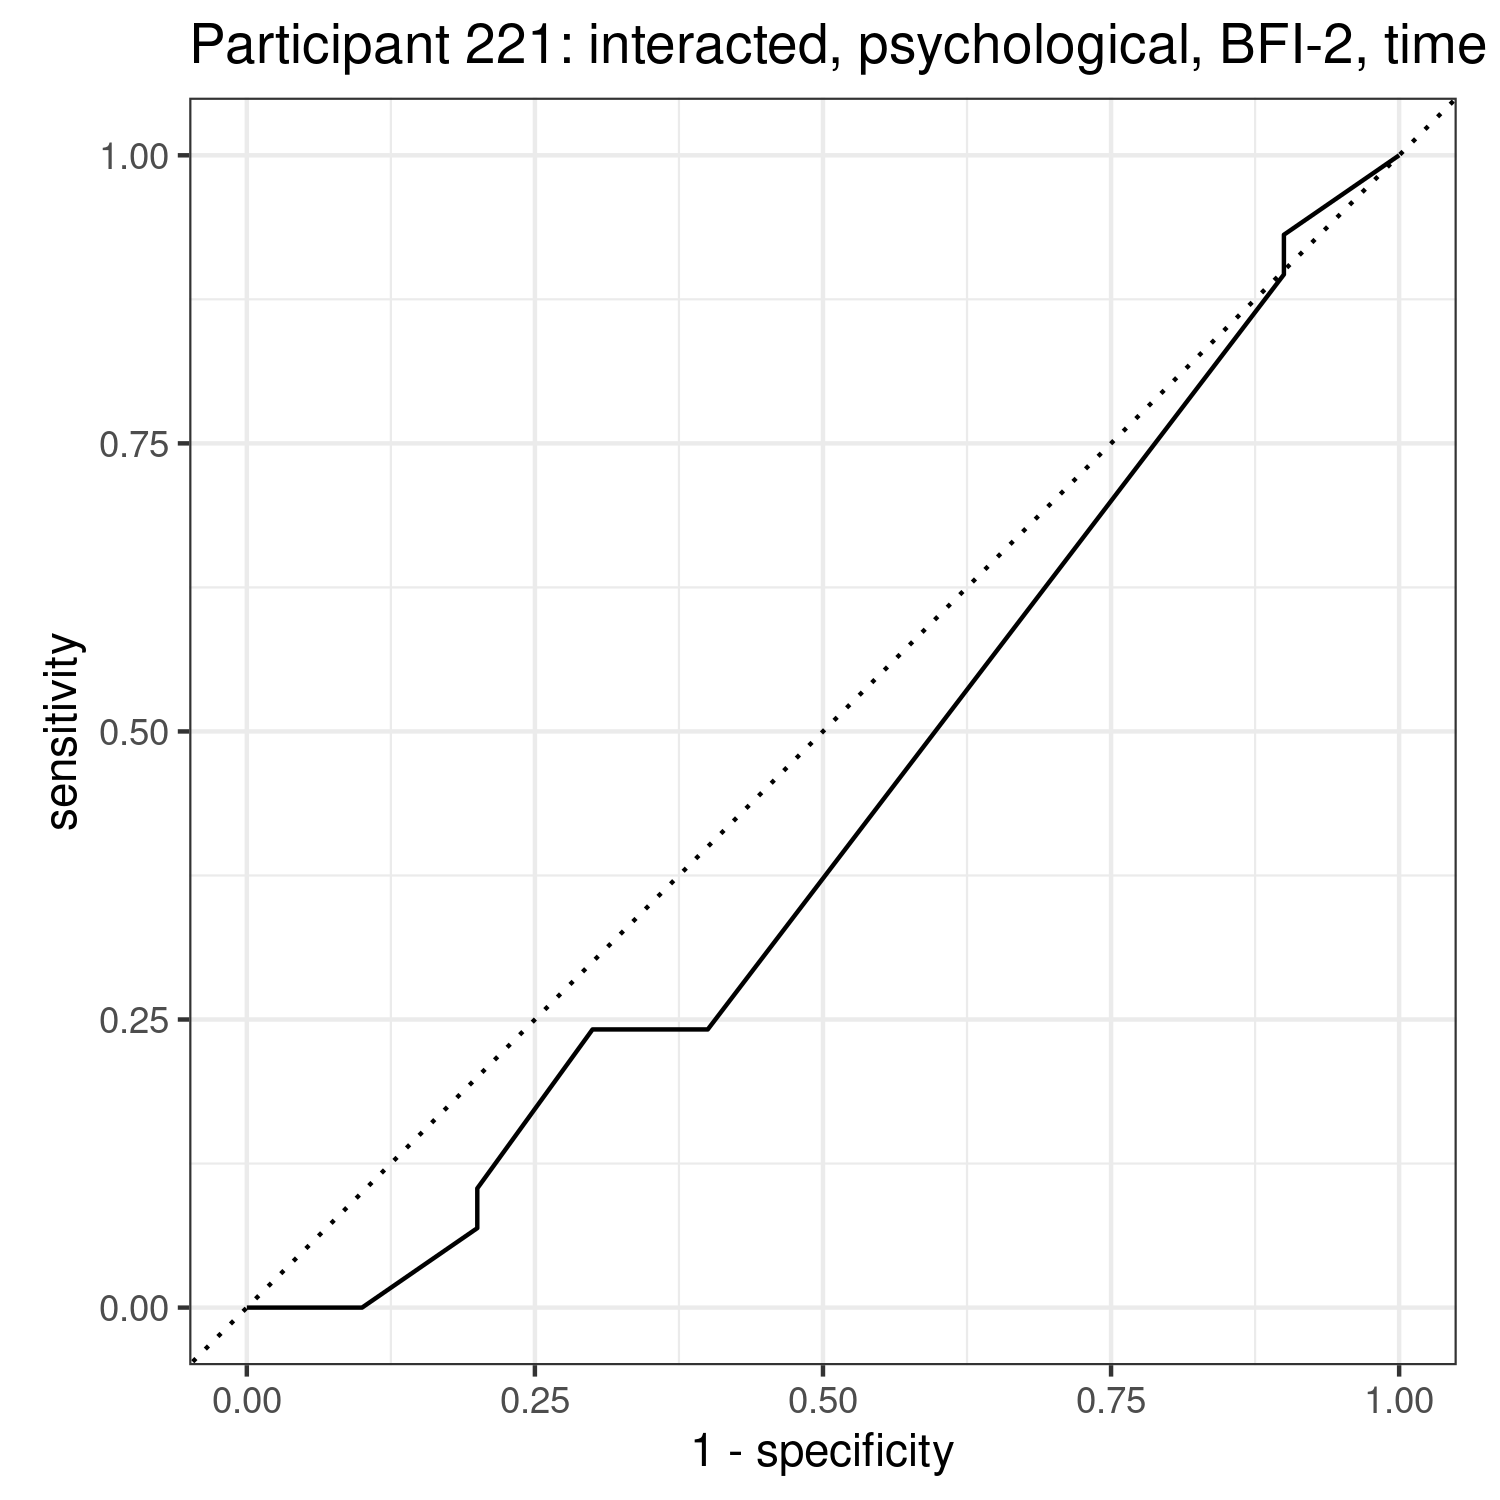 Participant 221: interacted, psychological, BFI-2, time
1.00
0.75
0.50
0.25
0.00
sensitivity
0.00 0.25 0.50 0.75 1.00
1 - specificity